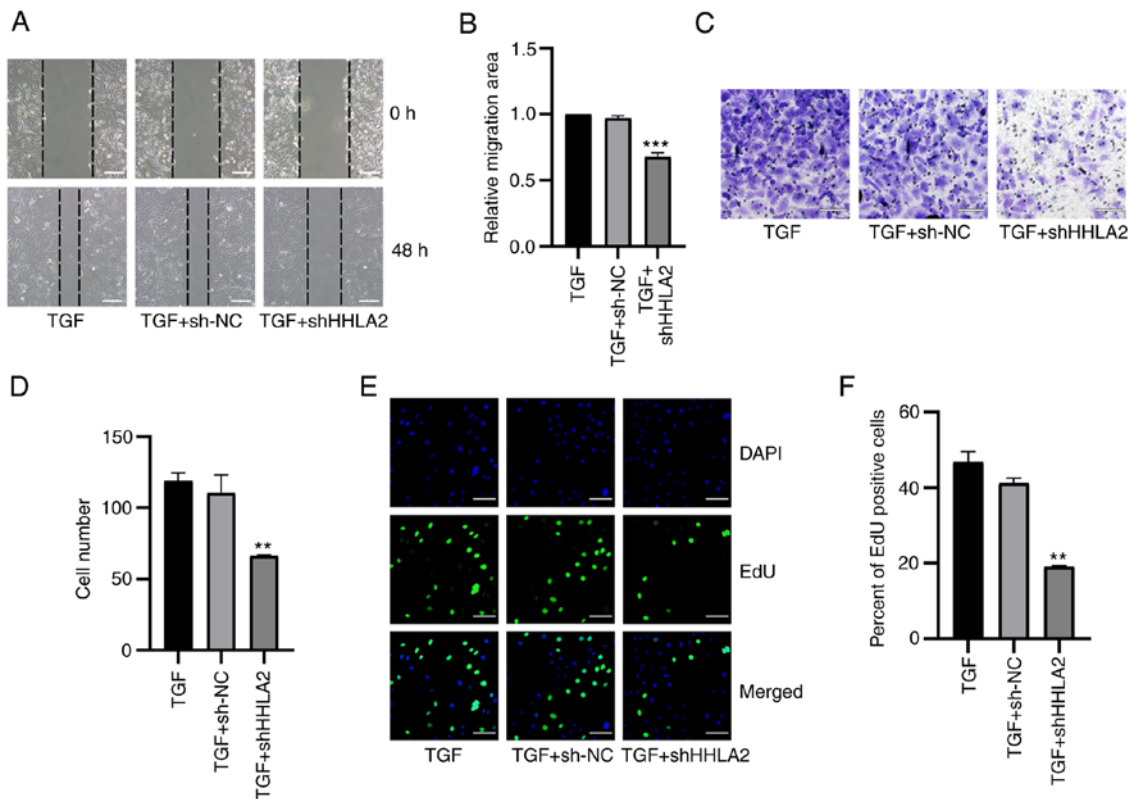 A
0 h
48 h
TGF
TGF+sh-NC
TGF+shHHLA2
B
Relative migration area
1.5
1.0
0.5
0.0
***
TGF
TGF+sh-NC
TGF+
shHHLA2
C
TGF
TGF+sh-NC
TGF+shHHLA2
D
Cell number
150
100
50
0
**
TGF
TGF+sh-NC
TGF+shHHLA2
E
DAPI
EdU
Merged
TGF
TGF+sh-NC
TGF+shHHLA2
F
Percent of EdU positive cells
60
40
20
0
**
TGF
TGF+sh-NC
TGF+shHHLA2